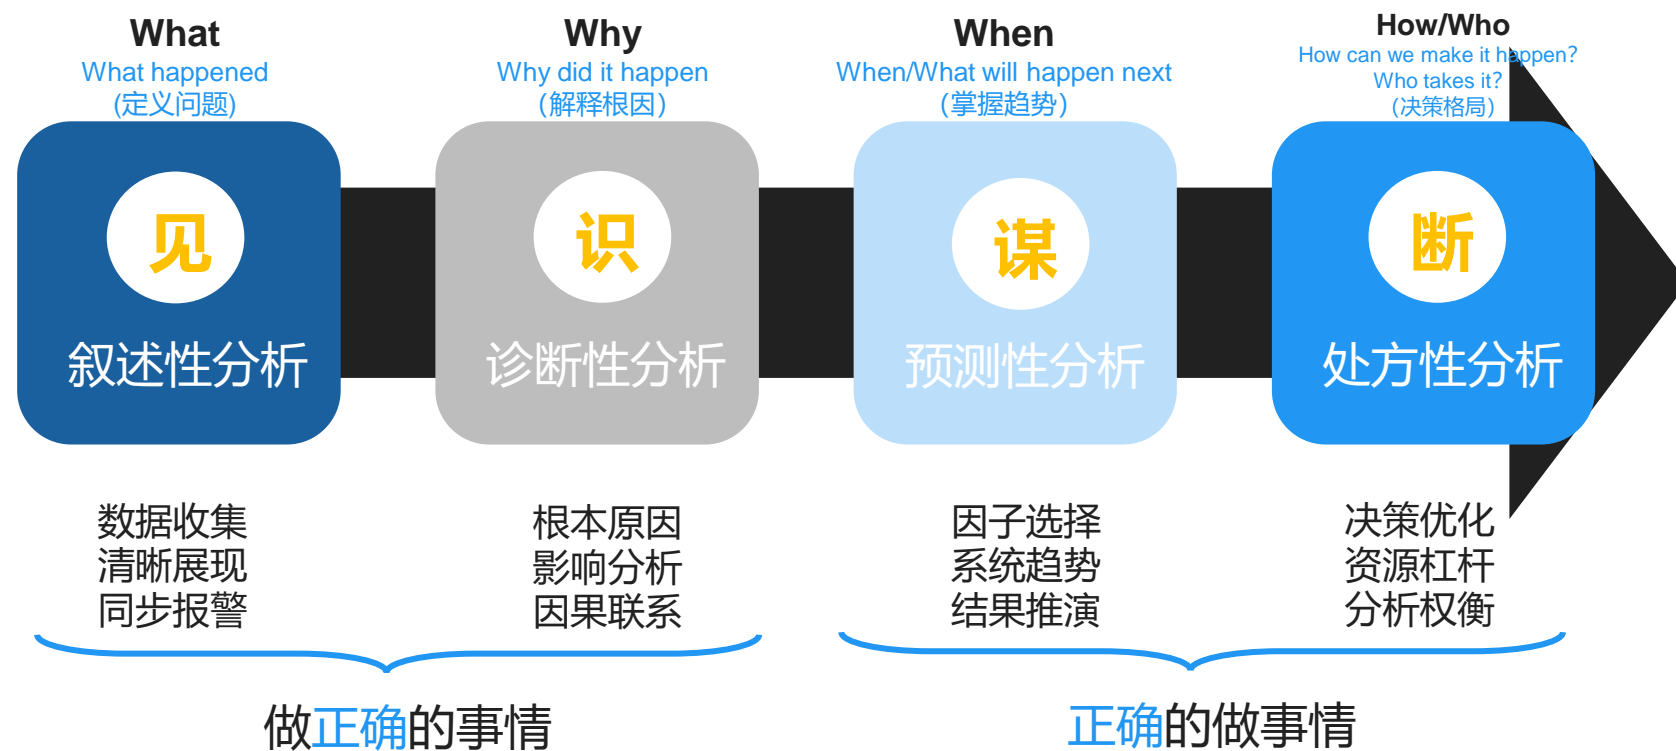 What
What happened
(定义问题)
见
叙述性分析
数据收集
清晰展现
同步报警
Why
Why did it happen
(解释根因)
识
诊断性分析
根本原因
影响分析
因果联系
做正确的事情
When
When/What will happen next
(掌握趋势)
谋
预测性分析
因子选择
系统趋势
结果推演
How/Who
How can we make it happen?
Who takes it?
(决策格局)
断
处方性分析
决策优化
资源杠杆
分析权衡
正确的做事情